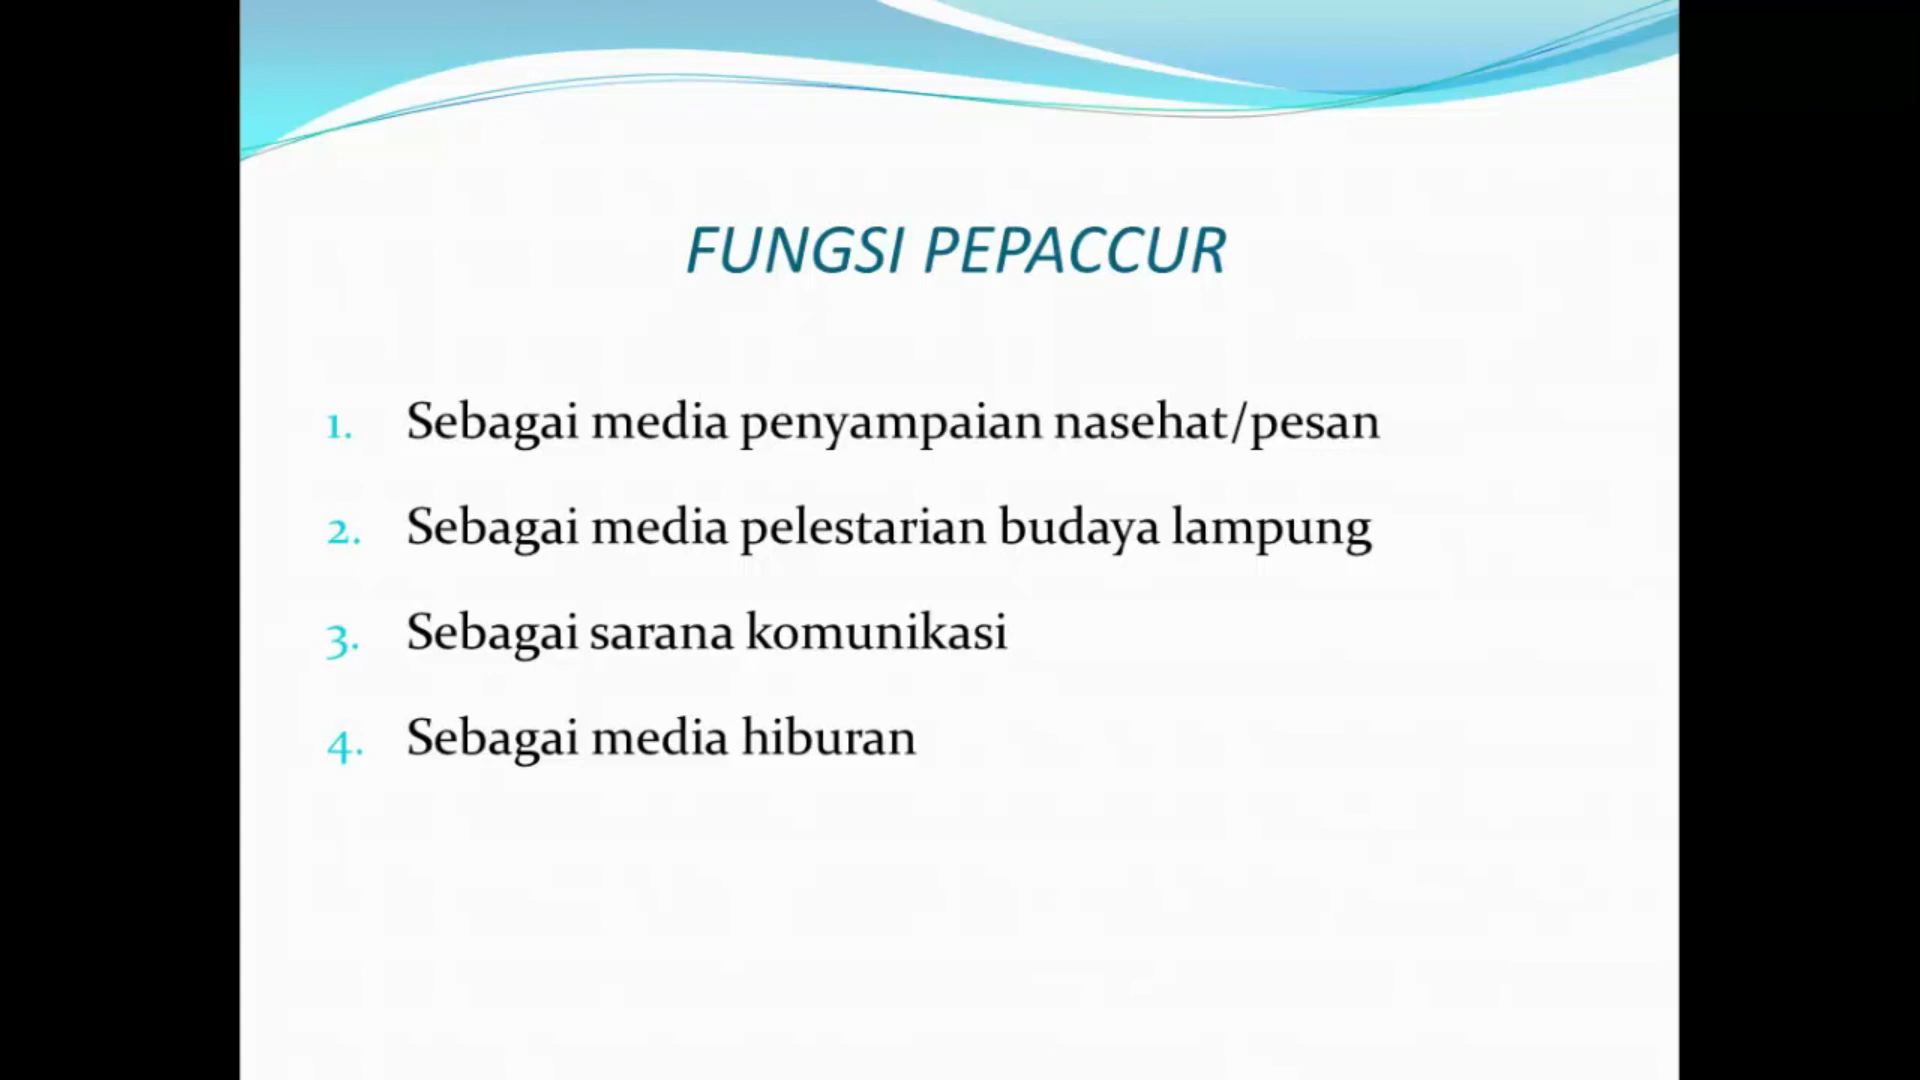 FUNGSI PEPACCUR
1. Sebagai media penyampaian nasehat/pesan
2. Sebagai media pelestarian budaya lampung
3. Sebagai sarana komunikasi
4. Sebagai media hiburan